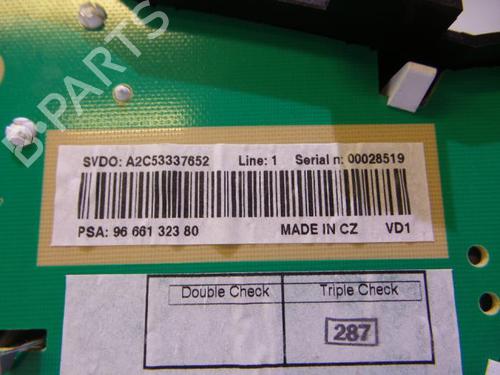 B-PARTS
SVDO: A2C53337652 Line: 1 Serial n: 00028519
PSA: 96 661 323 80 MADE IN CZ VD1
Double Check Triple Check
287